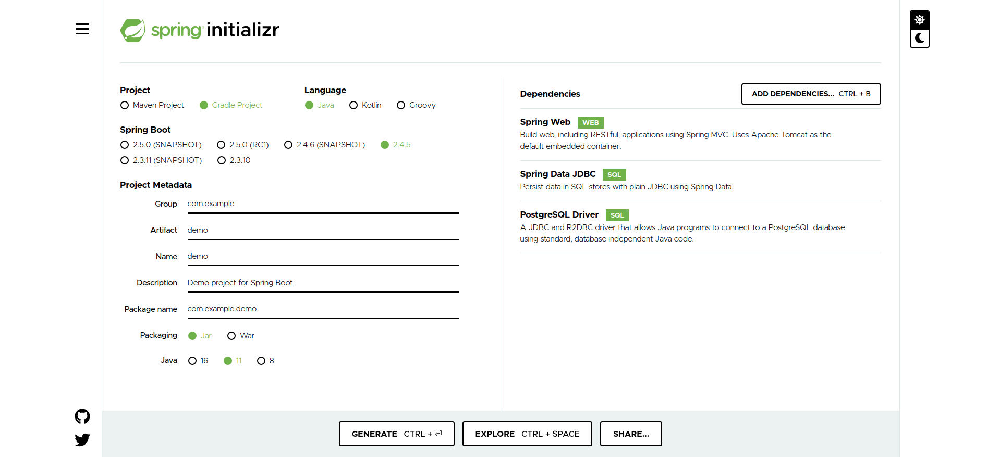 spring initializr
Project
Maven Project
Gradle Project
Language
Java
Kotlin
Groovy
Spring Boot
2.5.0 (SNAPSHOT)
2.5.0 (RC1)
2.4.6 (SNAPSHOT)
2.4.5
2.3.11 (SNAPSHOT)
2.3.10
Project Metadata
Group
com.example
Artifact
demo
Name
demo
Description
Demo project for Spring Boot
Package name
com.example.demo
Packaging
Jar
War
Java
16
11
8
Dependencies
ADD DEPENDENCIES... CTRL + B
Spring Web WEB
Build web, including RESTful, applications using Spring MVC. Uses Apache Tomcat as the
default embedded container.
Spring Data JDBC SQL
Persist data in SQL stores with plain JDBC using Spring Data.
PostgreSQL Driver SQL
A JDBC and R2DBC driver that allows Java programs to connect to a PostgreSQL database
using standard, database independent Java code.
GENERATE CTRL + ⏎
EXPLORE CTRL + SPACE
SHARE...